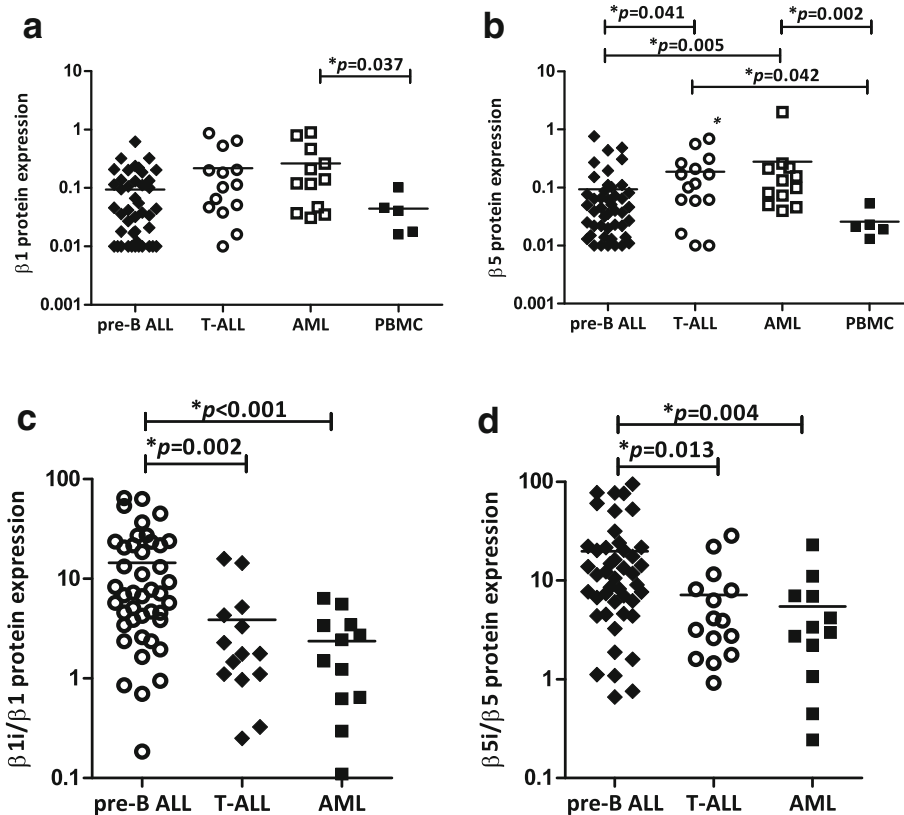 a
*p=0.037
10
1
0.1
0.01
0.001
β1 protein expression
pre-B ALL T-ALL AML PBMC
b
*p=0.041 *p=0.002
*p=0.005
*p=0.042
*
10
1
0.1
0.01
0.001
β5 protein expression
pre-B ALL T-ALL AML PBMC
c
*p<0.001
*p=0.002
100
10
1
0.1
β1i/β1 protein expression
pre-B ALL T-ALL AML
d
*p=0.004
*p=0.013
100
10
1
0.1
β5i/β5 protein expression
pre-B ALL T-ALL AML